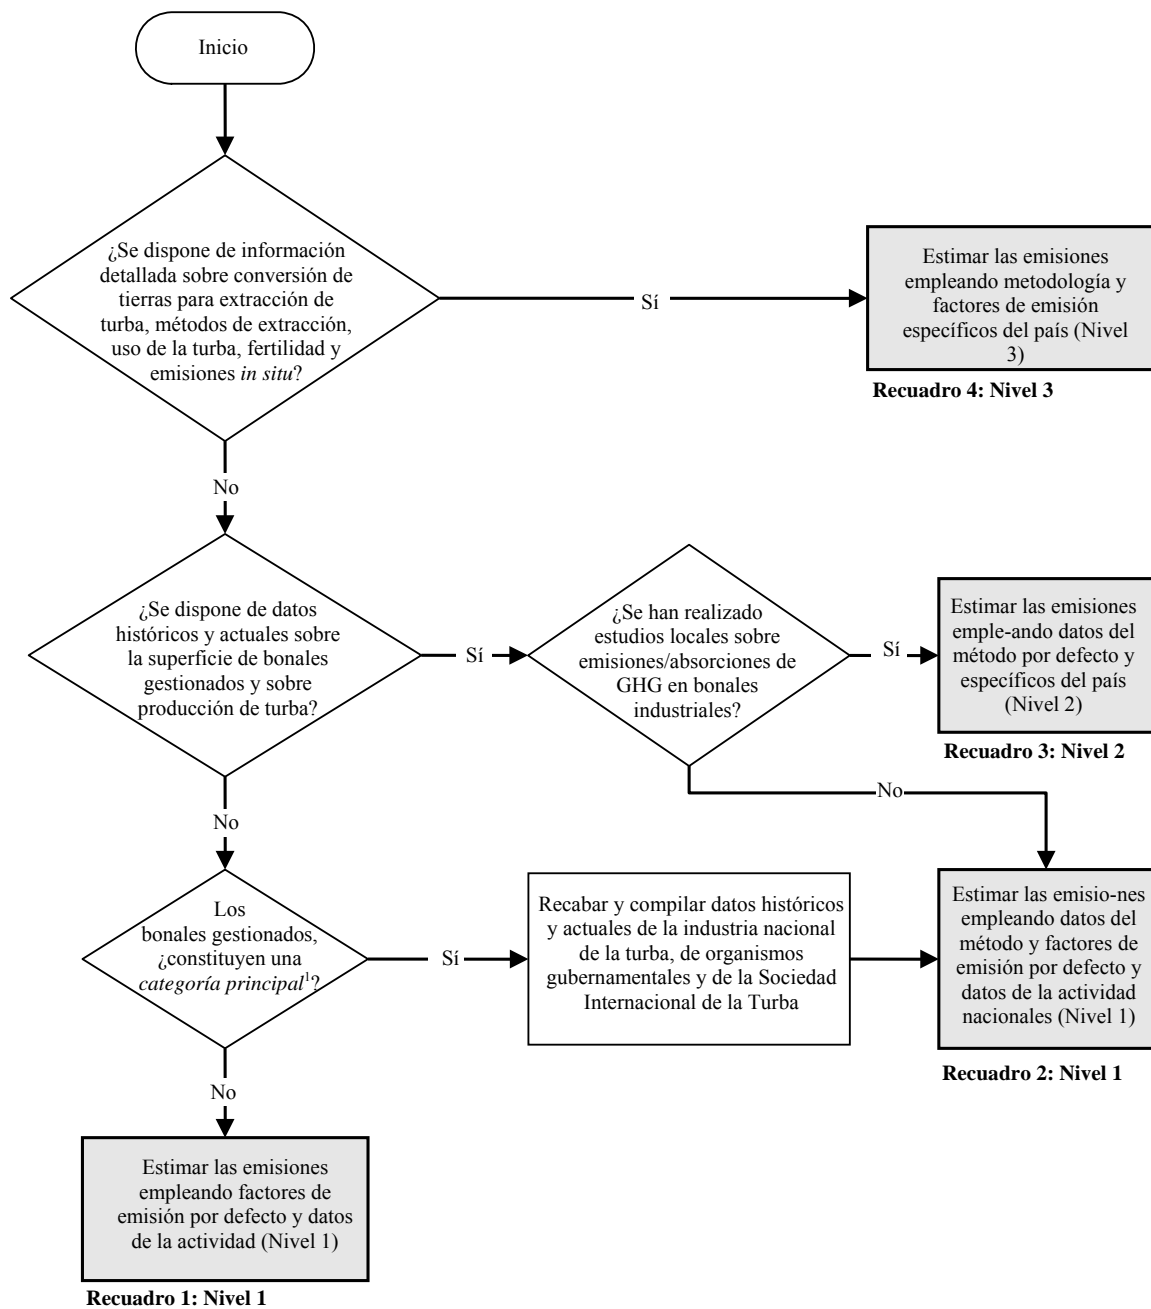 Inicio
¿Se dispone de información
detallada sobre conversión de
tierras para extracción de
turba, métodos de extracción,
uso de la turba, fertilidad y
emisiones in situ?
Sí
Estimar las emisiones
empleando metodología y
factores de emisión
específicos del país (Nivel
3)
Recuadro 4: Nivel 3
No
¿Se dispone de datos
históricos y actuales sobre
la superficie de bonales
gestionados y sobre
producción de turba?
Sí
¿Se han realizado
estudios locales sobre
emisiones/absorciones de
GHG en bonales
industriales?
Sí
Estimar las emisiones
emple-ando datos del
método por defecto y
específicos del país
(Nivel 2)
Recuadro 3: Nivel 2
No
No
Los
bonales gestionados,
¿constituyen una
categoría principal¹?
Sí
Recabar y compilar datos históricos
y actuales de la industria nacional
de la turba, de organismos
gubernamentales y de la Sociedad
Internacional de la Turba
Estimar las emisio-nes
empleando datos del
método y factores de
emisión por defecto y
datos de la actividad
nacionales (Nivel 1)
Recuadro 2: Nivel 1
No
Estimar las emisiones
empleando factores de
emisión por defecto y datos
de la actividad (Nivel 1)
Recuadro 1: Nivel 1